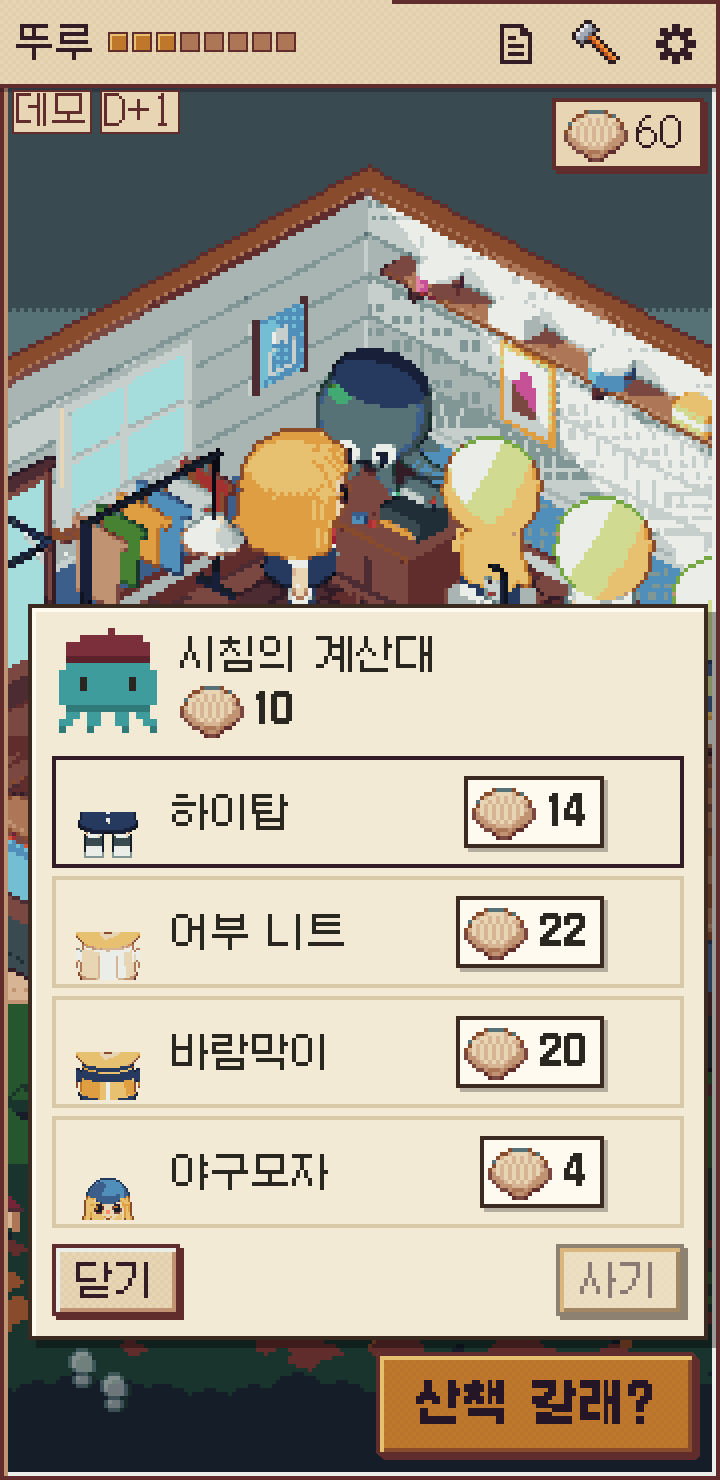 뚜루
데모 D+1
60
시침의 계산대
10
하이탑 14
어부 니트 22
바람막이 20
야구모자 4
닫기 사기
산책 갈래?